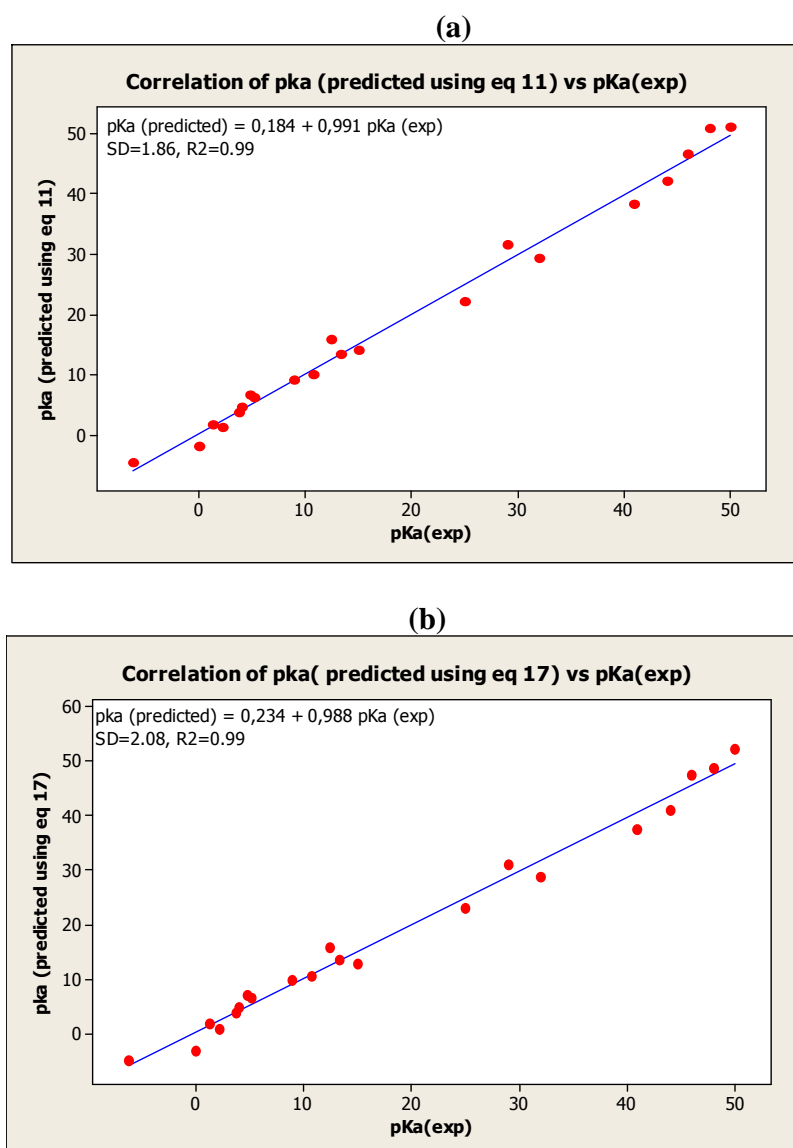 (a)
Correlation of pka (predicted using eq 11) vs pKa(exp)
pKa (predicted) = 0,184 + 0,991 pKa (exp)
SD=1.86, R2=0.99
pka (predicted using eq 11)
50
40
30
20
10
0
0 10 20 30 40 50
pKa(exp)
(b)
Correlation of pka( predicted using eq 17) vs pKa(exp)
pka (predicted) = 0,234 + 0,988 pKa (exp)
SD=2.08, R2=0.99
pka (predicted using eq 17)
60
50
40
30
20
10
0
0 10 20 30 40 50
pKa(exp)